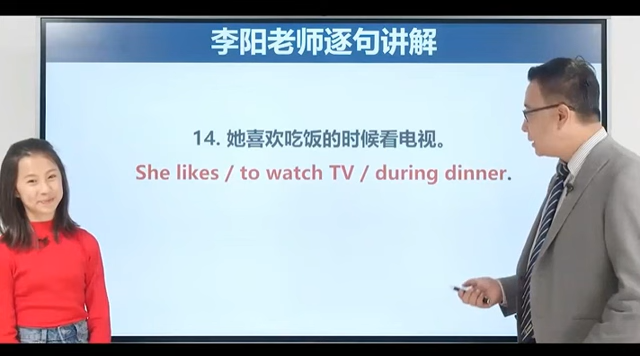 李阳老师逐句讲解
14. 她喜欢吃饭的时候看电视。
She likes / to watch TV / during dinner.